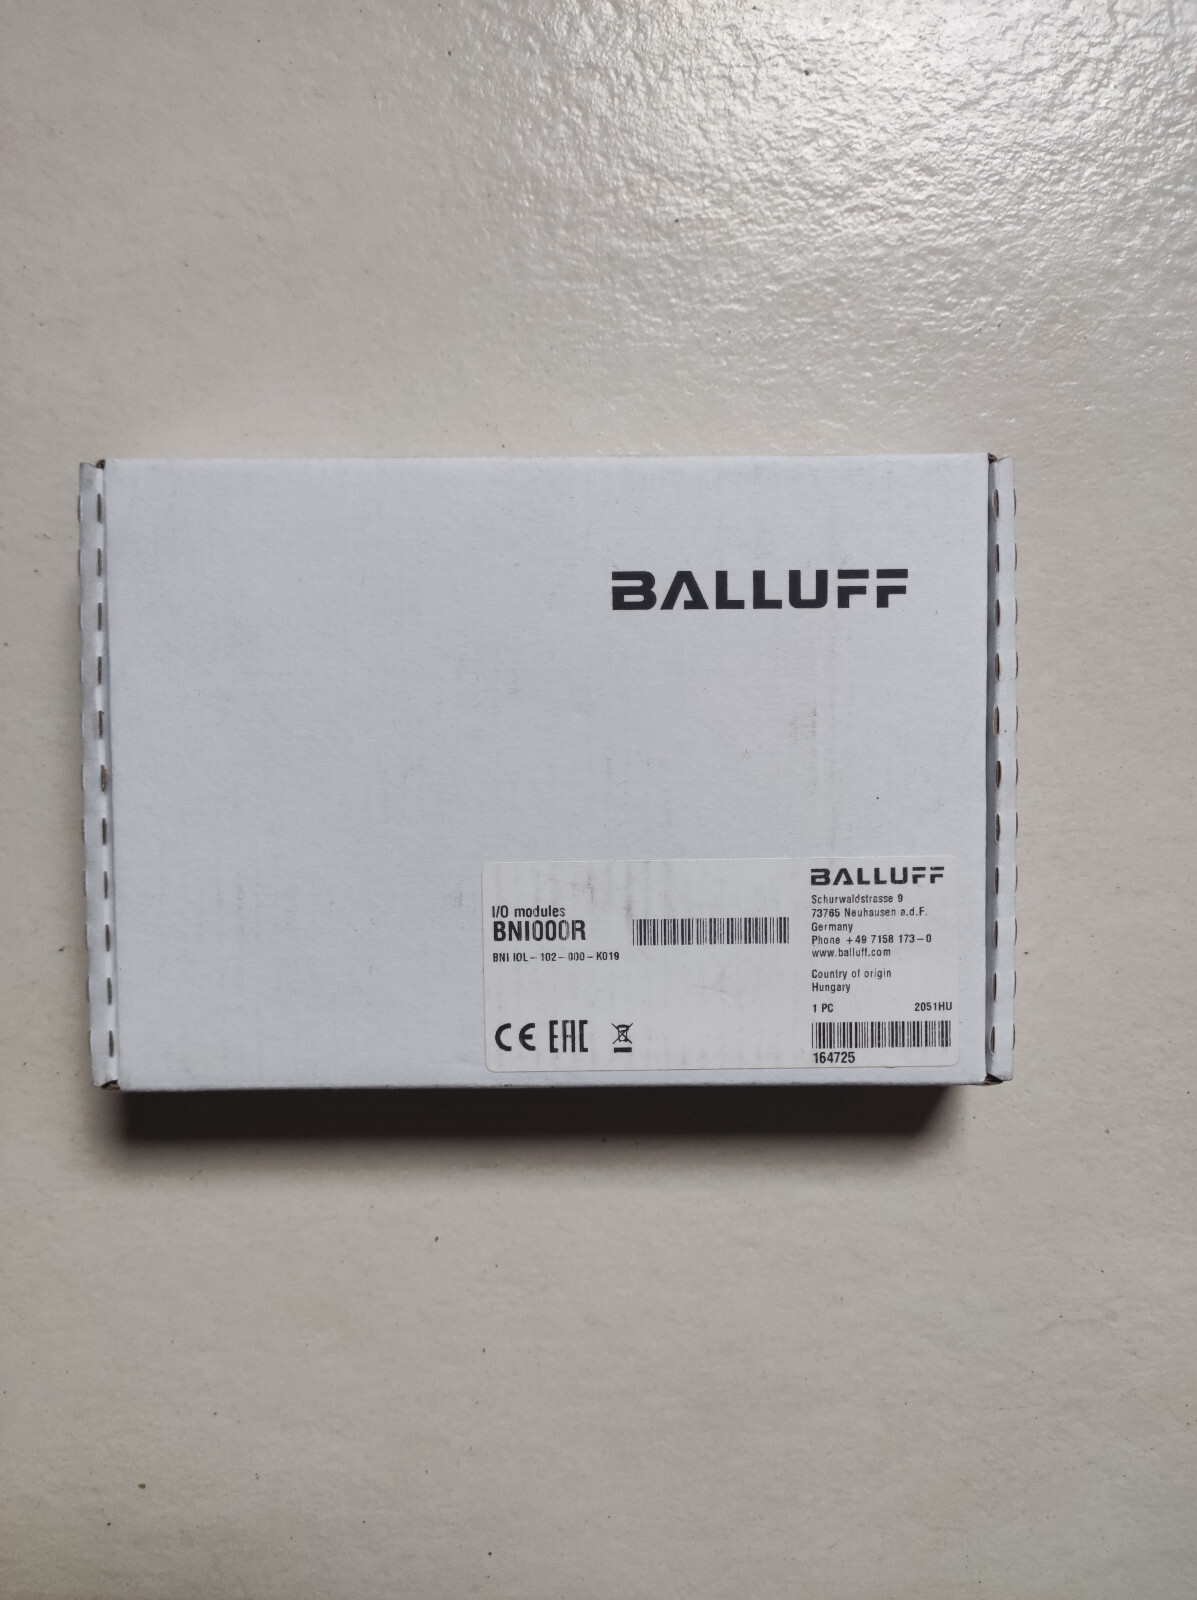 BALLUFF
I/O modules
BNI000R
BNI IOL-102-000-K019
CE EAC
BALLUFF
Schurwaldstrasse 9
73765 Neuhausen a.d.F.
Germany
Phone +49 7158 173-0
www.balluff.com
Country of origin
Hungary
1 PC 2051HU
164725